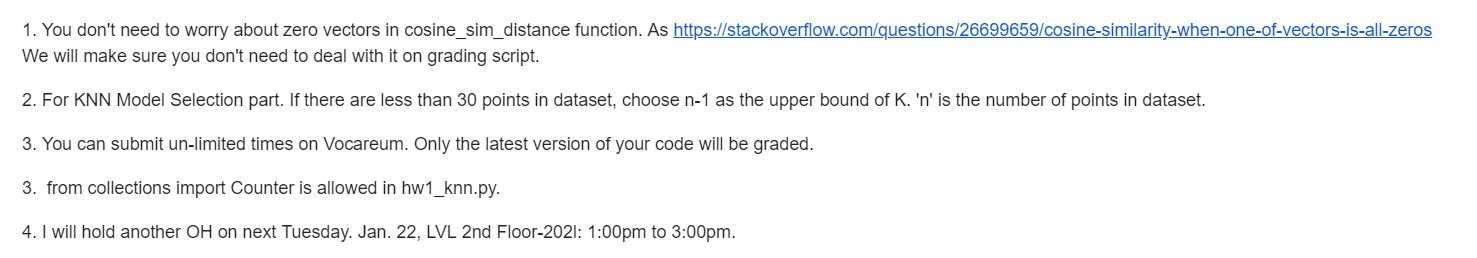 1. You don't need to worry about zero vectors in cosine_sim_distance function. As https://stackoverflow.com/questions/26699659/cosine-similarity-when-one-of-vectors-is-all-zeros
We will make sure you don't need to deal with it on grading script.
2. For KNN Model Selection part. If there are less than 30 points in dataset, choose n-1 as the upper bound of K. 'n' is the number of points in dataset.
3. You can submit un-limited times on Vocareum. Only the latest version of your code will be graded.
3.  from collections import Counter is allowed in hw1_knn.py.
4. I will hold another OH on next Tuesday. Jan. 22, LVL 2nd Floor-202I: 1:00pm to 3:00pm.